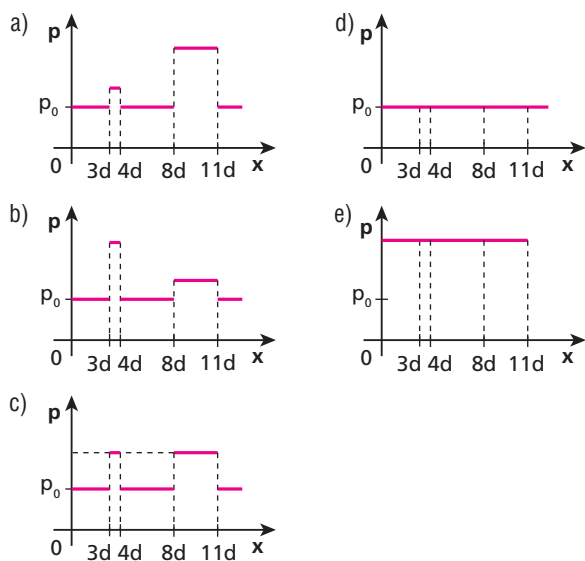 a)
p
p₀
0
3d 4d 8d 11d x
b)
p
p₀
0
3d 4d 8d 11d x
c)
p
p₀
0
3d 4d 8d 11d x
d)
p
p₀
0
3d 4d 8d 11d x
e)
p
p₀
0
3d 4d 8d 11d x